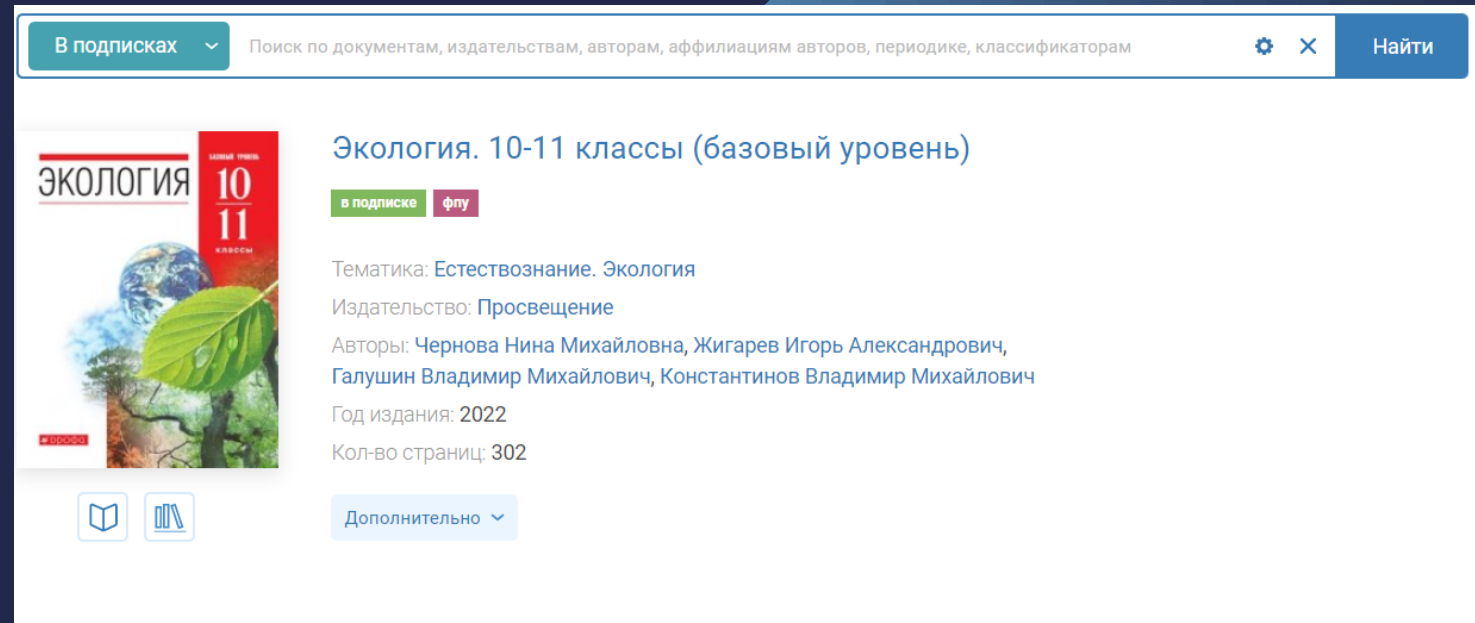 В подписках
Поиск по документам, издательствам, авторам, аффилиациям авторов, периодике, классификаторам
Найти
БАЗОВЫЙ УРОВЕНЬ
ЭКОЛОГИЯ
10
11
КЛАССЫ
дрофа
Экология. 10-11 классы (базовый уровень)
в подписке фпу
Тематика: Естествознание. Экология
Издательство: Просвещение
Авторы: Чернова Нина Михайловна, Жигарев Игорь Александрович,
Галушин Владимир Михайлович, Константинов Владимир Михайлович
Год издания: 2022
Кол-во страниц: 302
Дополнительно